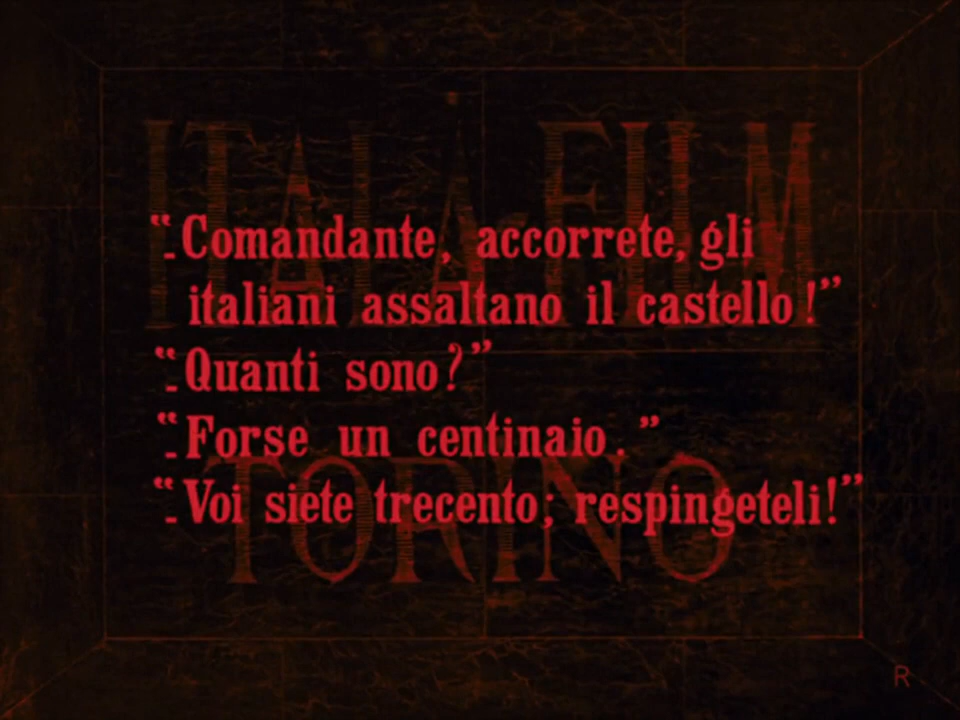 ITALA-FILM
TORINO
“- Comandante, accorrete, gli
italiani assaltano il castello!”
“- Quanti sono?”
“- Forse un centinaio.”
“- Voi siete trecento; respingeteli!”
R